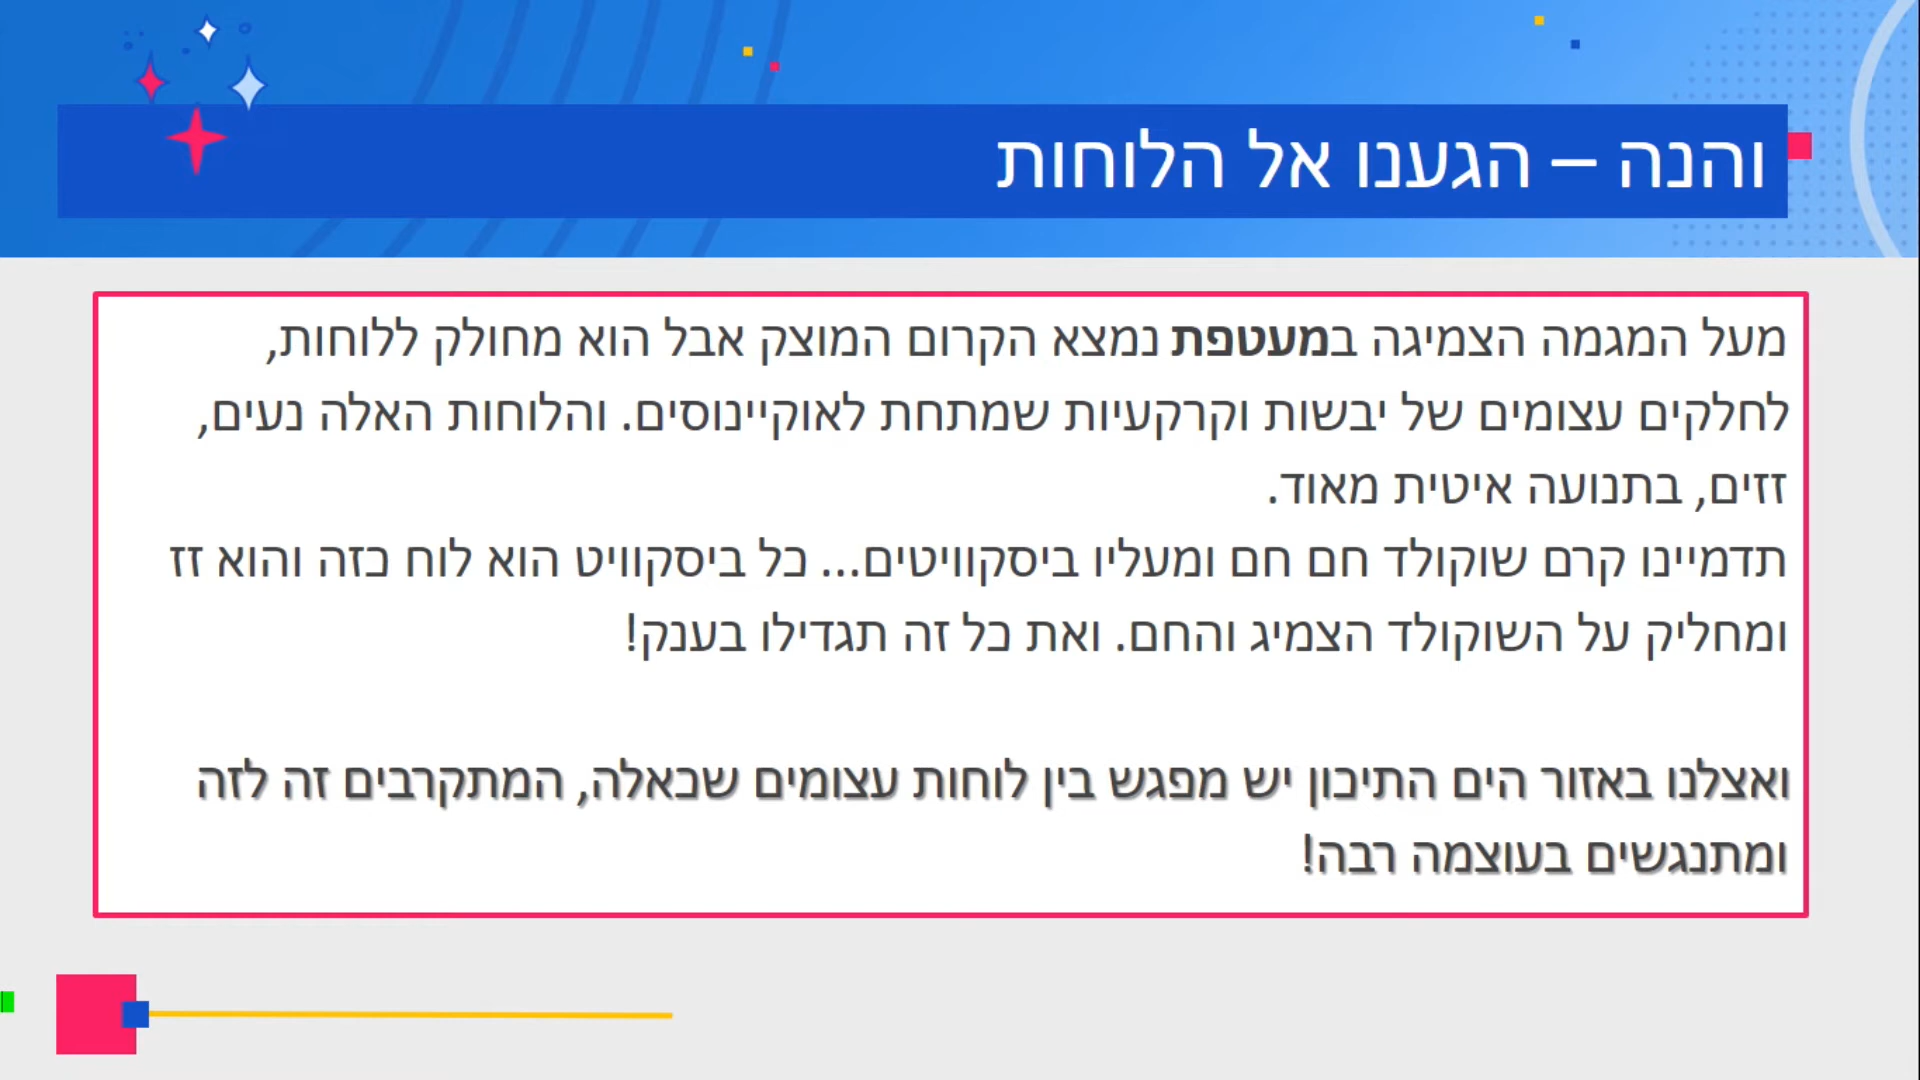 והנה – הגענו אל הלוחות
מעל המגמה הצמיגה במעטפת נמצא הקרום המוצק אבל הוא מחולק ללוחות,
לחלקים עצומים של יבשות וקרקעיות שמתחת לאוקיינוסים. והלוחות האלה נעים,
זזים, בתנועה איטית מאוד.
תדמיינו קרם שוקולד חם חם ומעליו ביסקוויטים... כל ביסקוויט הוא לוח כזה והוא זז
ומחליק על השוקולד הצמיג והחם. ואת כל זה תגדילו בענק!
ואצלנו באזור הים התיכון יש מפגש בין לוחות עצומים שכאלה, המתקרבים זה לזה
ומתנגשים בעוצמה רבה!